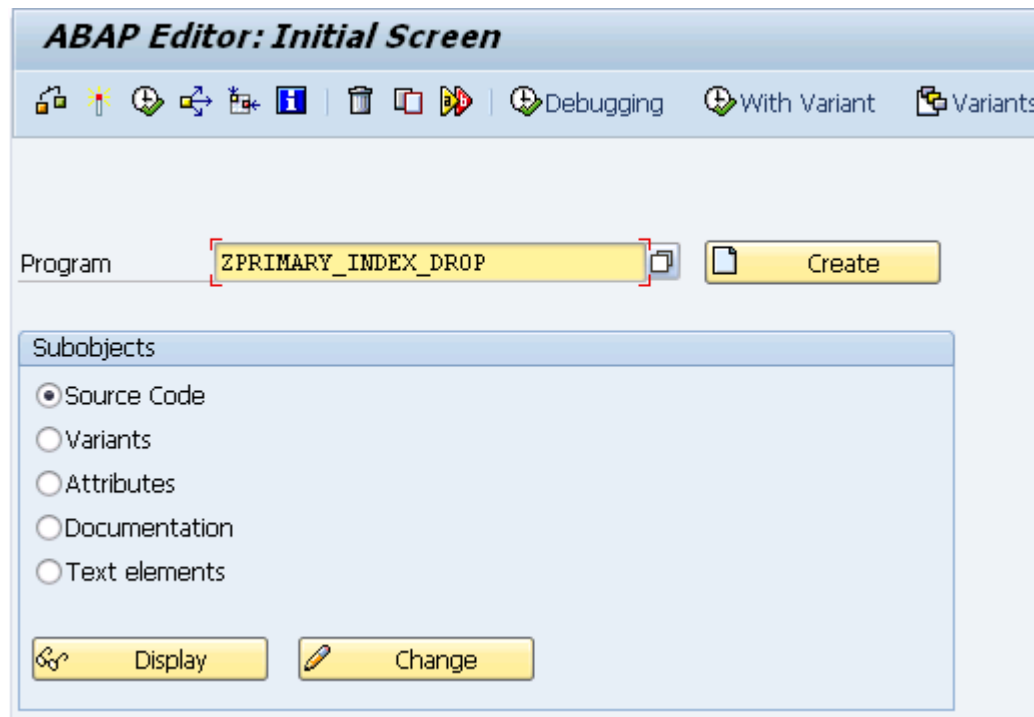 ABAP Editor: Initial Screen
Debugging With Variant Variants
Program ZPRIMARY_INDEX_DROP Create
Subobjects
Source Code
Variants
Attributes
Documentation
Text elements
Display Change